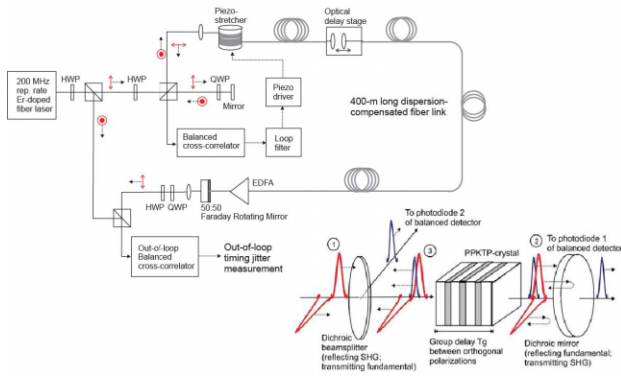 Piezo-
stretcher
Optical
delay stage
200 MHz
rep. rate
Er-doped
fiber laser
HWP
HWP
QWP
Mirror
Piezo
driver
Balanced
cross-correlator
Loop
filter
400-m long dispersion-
compensated fiber link
EDFA
HWP QWP
50:50
Faraday Rotating Mirror
Out-of-loop
Balanced
cross-correlator
Out-of-loop
timing jitter
measurement
To photodiode 2
of balanced detector
1
3
PPKTP-crystal
2
To photodiode 1
of balanced detector
Dichroic
beamsplitter
(reflecting SHG;
transmitting fundamental)
Group delay Tg
between orthogonal
polarizations
Dichroic mirror
(reflecting fundamental;
transmitting SHG)